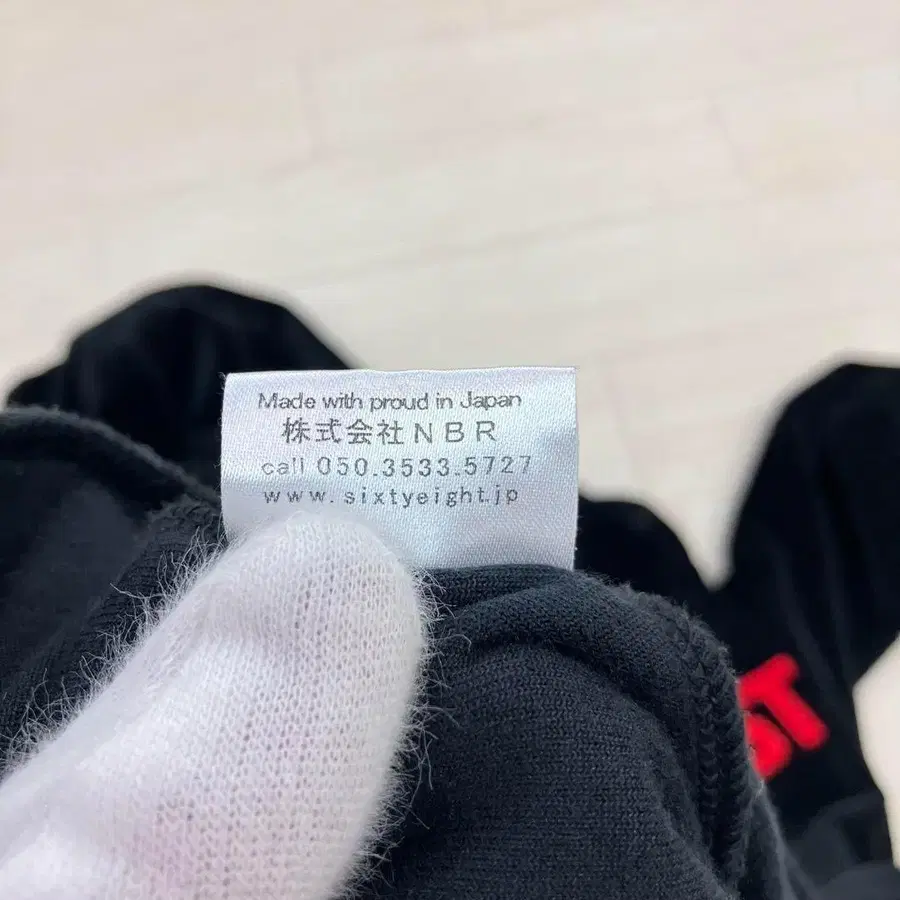 Made with proud in Japan
株式会社NBR
call 050.3533.5727
www.sixtyeight.jp